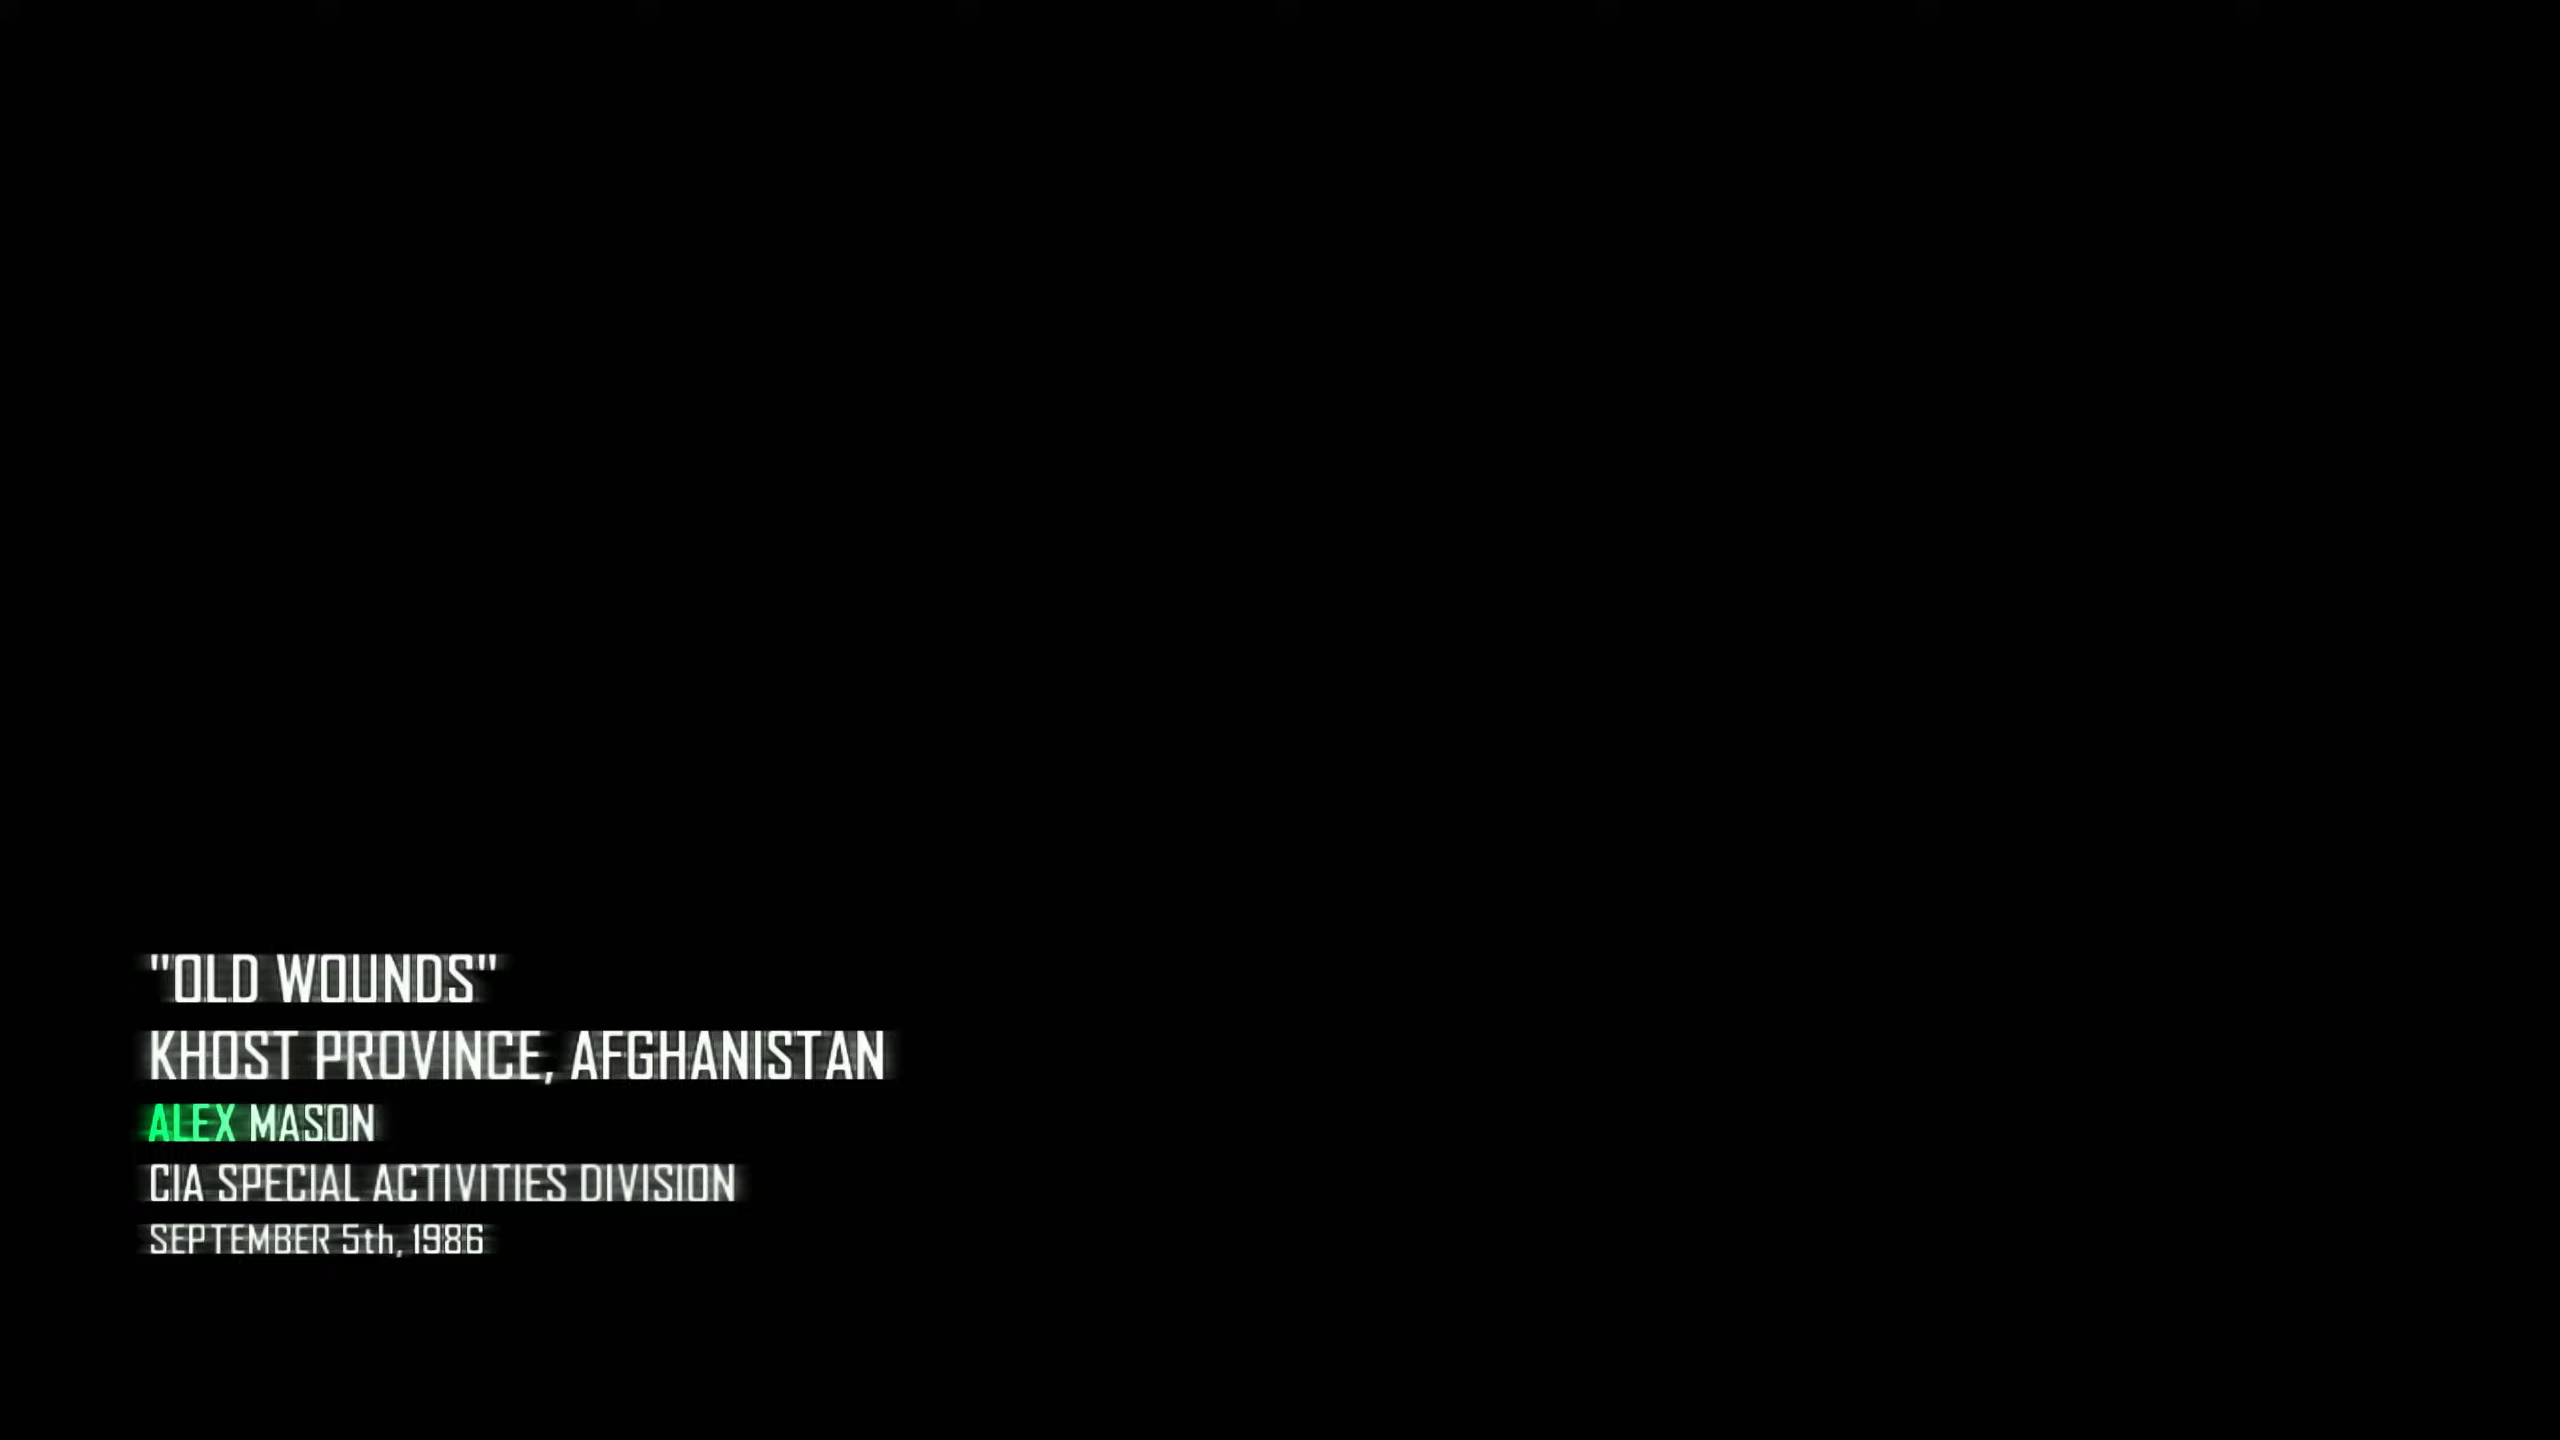 "OLD WOUNDS"
KHOST PROVINCE, AFGHANISTAN
ALEX MASON
CIA SPECIAL ACTIVITIES DIVISION
SEPTEMBER 5th, 1986